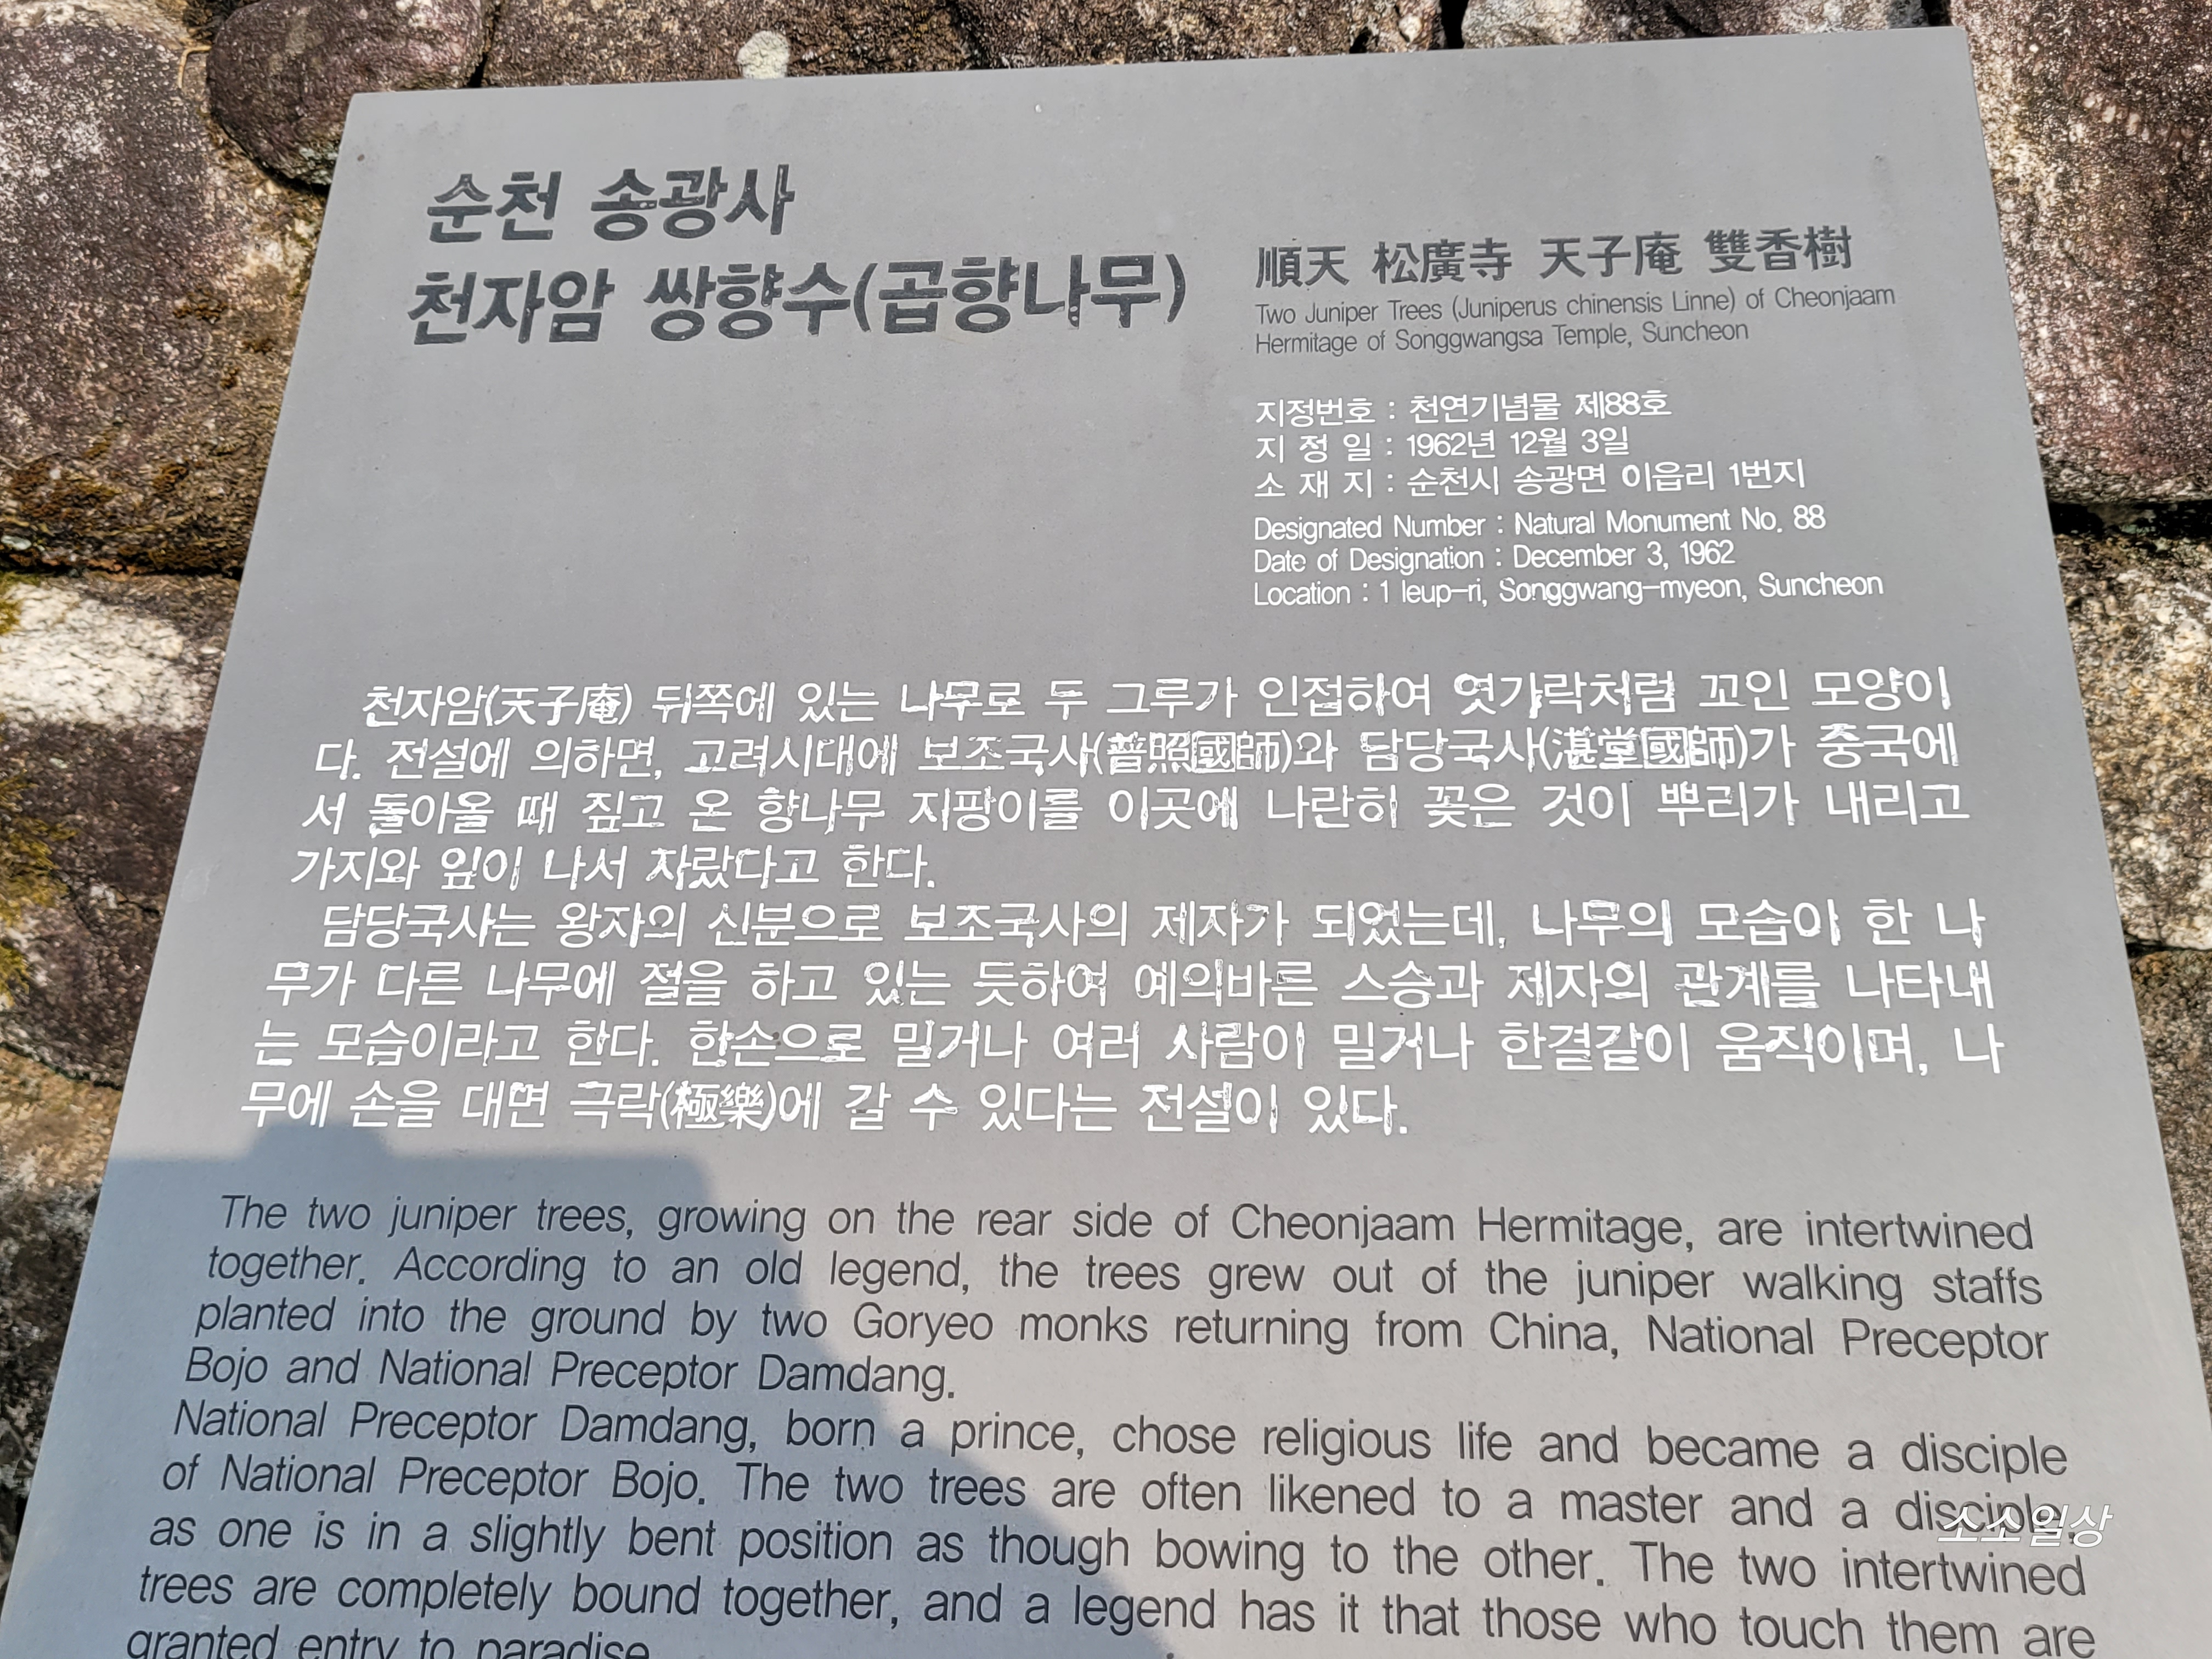 순천 송광사
천자암 쌍향수(곱향나무)
順天 松廣寺 天子庵 雙香樹
Two Juniper Trees (Juniperus chinensis Linne) of Cheonjaam
Hermitage of Songgwangsa Temple, Suncheon
지정번호 : 천연기념물 제88호
지 정 일 : 1962년 12월 3일
소 재 지 : 순천시 송광면 이읍리 1번지
Designated Number : Natural Monument No. 88
Date of Designation : December 3, 1962
Location : 1 Ieup-ri, Songgwang-myeon, Suncheon
천자암(天子庵) 뒤쪽에 있는 나무로 두 그루가 인접하여 엿가락처럼 꼬인 모양이
다. 전설에 의하면, 고려시대에 보조국사(普照國師)와 담당국사(湛堂國師)가 중국에
서 돌아올 때 짚고 온 향나무 지팡이를 이곳에 나란히 꽂은 것이 뿌리가 내리고
가지와 잎이 나서 자랐다고 한다.
담당국사는 왕자의 신분으로 보조국사의 제자가 되었는데, 나무의 모습이 한 나
무가 다른 나무에 절을 하고 있는 듯하여 예의바른 스승과 제자의 관계를 나타내
는 모습이라고 한다. 한손으로 밀거나 여러 사람이 밀거나 한결같이 움직이며, 나
무에 손을 대면 극락(極樂)에 갈 수 있다는 전설이 있다.
The two juniper trees, growing on the rear side of Cheonjaam Hermitage, are intertwined
together. According to an old legend, the trees grew out of the juniper walking staffs
planted into the ground by two Goryeo monks returning from China, National Preceptor
Bojo and National Preceptor Damdang.
National Preceptor Damdang, born a prince, chose religious life and became a disciple
of National Preceptor Bojo. The two trees are often likened to a master and a disciple,
as one is in a slightly bent position as though bowing to the other. The two intertwined
trees are completely bound together, and a legend has it that those who touch them are
granted entry to paradise.
소소일상